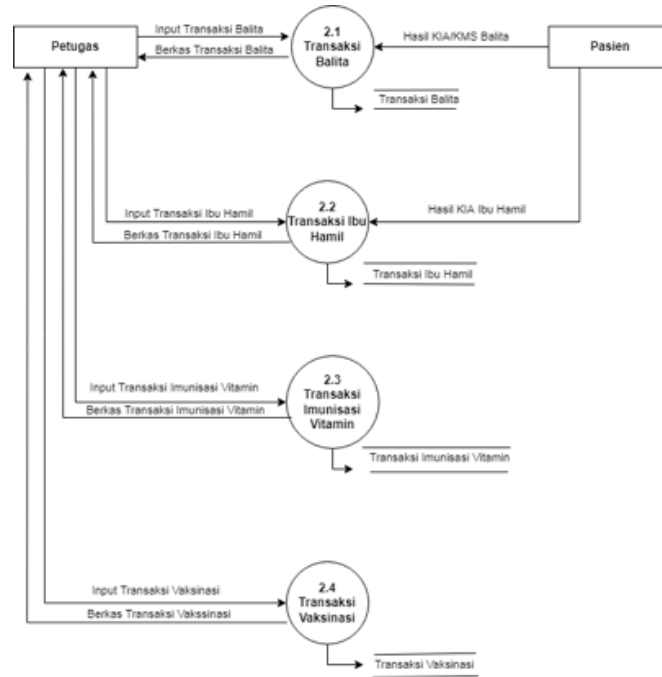 2.1
Transaksi
Balita
Petugas
Input Transaksi Balita
Berkas Transaksi Balita
Hasil KIA/KMS Balita
Pasien
Transaksi Balita
2.2
Transaksi Ibu
Hamil
Input Transaksi Ibu Hamil
Berkas Transaksi Ibu Hamil
Hasil KIA Ibu Hamil
Transaksi Ibu Hamil
2.3
Transaksi
Imunisasi
Vitamin
Input Transaksi Imunisasi Vitamin
Berkas Transaksi Imunisasi Vitamin
Transaksi Imunisasi Vitamin
2.4
Transaksi
Vaksinasi
Input Transaksi Vaksinasi
Berkas Transaksi Vakssinasi
Transaksi Vaksinasi